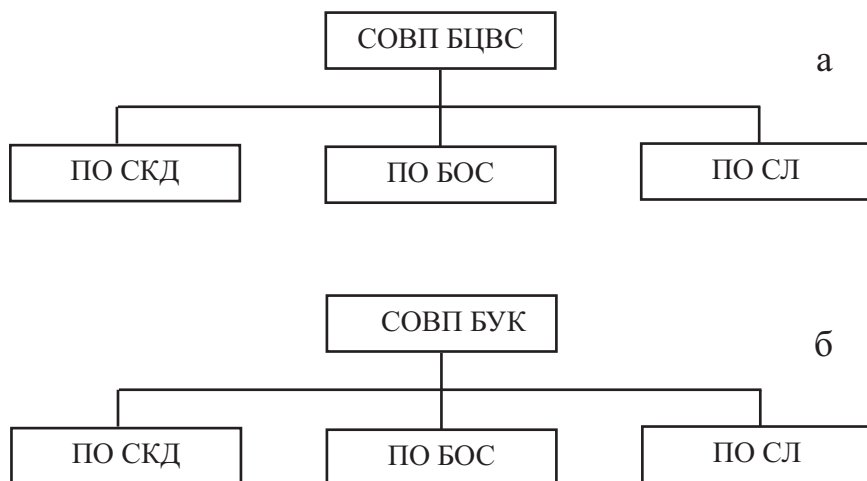 СОВП БЦВС
а
ПО СКД
ПО БОС
ПО СЛ
СОВП БУК
б
ПО СКД
ПО БОС
ПО СЛ